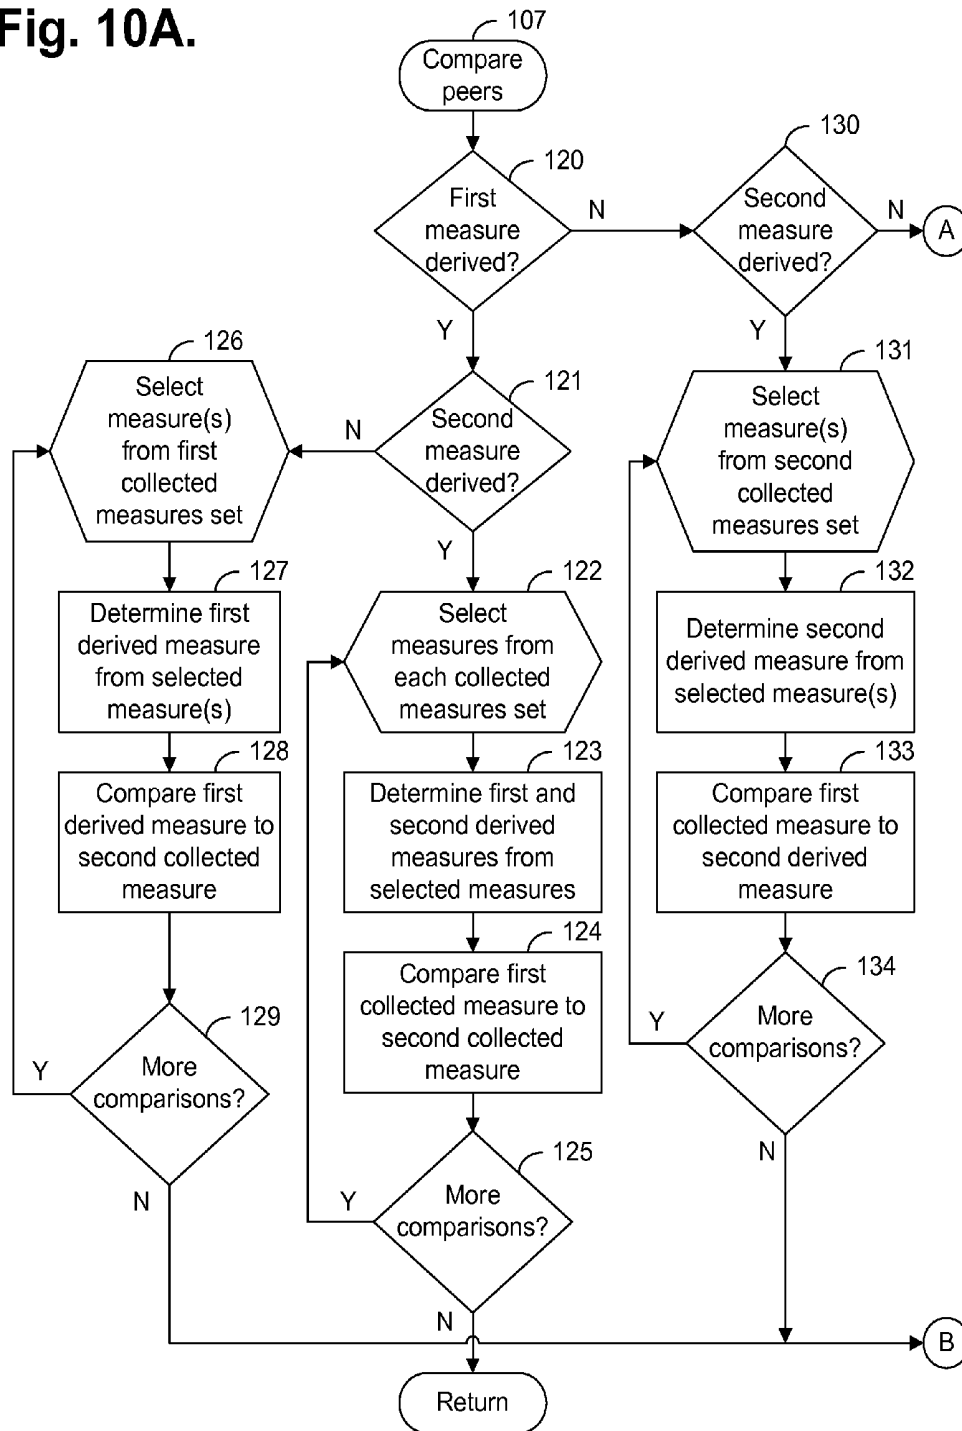 Fig. 10A.
107
Compare
peers
120
First
measure
derived?
N
Y
130
Second
measure
derived?
N
A
Y
126
Select
measure(s)
from first
collected
measures set
121
Second
measure
derived?
N
Y
131
Select
measure(s)
from second
collected
measures set
127
Determine first
derived measure
from selected
measure(s)
122
Select
measures from
each collected
measures set
132
Determine second
derived measure from
selected measure(s)
128
Compare first
derived measure to
second collected
measure
123
Determine first and
second derived
measures from
selected measures
133
Compare first
collected measure to
second derived
measure
124
Compare first
collected measure to
second collected
measure
134
More
comparisons?
Y
N
129
More
comparisons?
Y
N
125
More
comparisons?
Y
N
B
Return